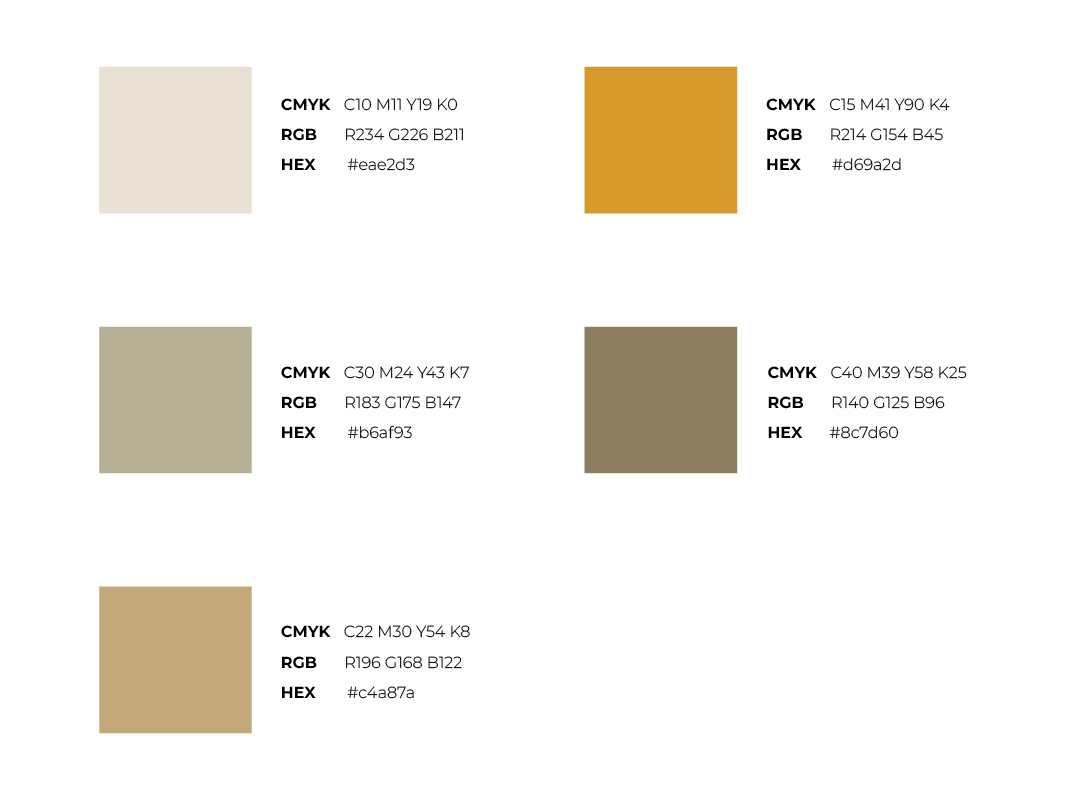 CMYK C10 M11 Y19 K0
RGB R234 G226 B211
HEX #eae2d3
CMYK C15 M41 Y90 K4
RGB R214 G154 B45
HEX #d69a2d
CMYK C30 M24 Y43 K7
RGB R183 G175 B147
HEX #b6af93
CMYK C40 M39 Y58 K25
RGB R140 G125 B96
HEX #8c7d60
CMYK C22 M30 Y54 K8
RGB R196 G168 B122
HEX #c4a87a